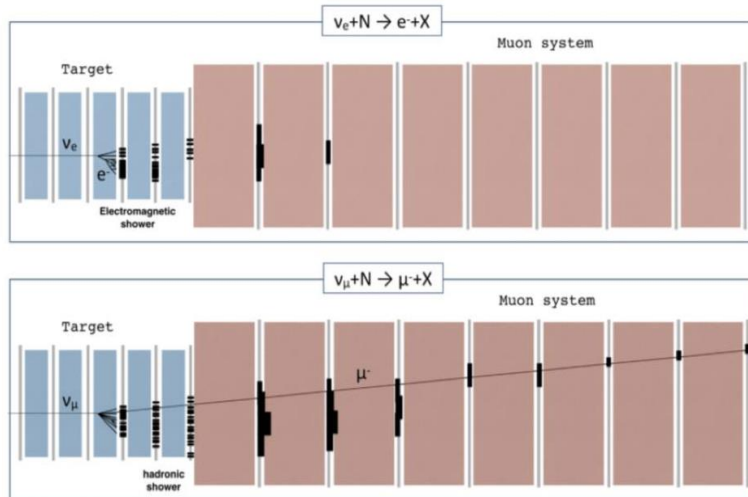 νe+N → e-+X
Muon system
Target
νe
e-
Electromagnetic
shower
νμ+N → μ-+X
Muon system
Target
μ-
νμ
hadronic
shower